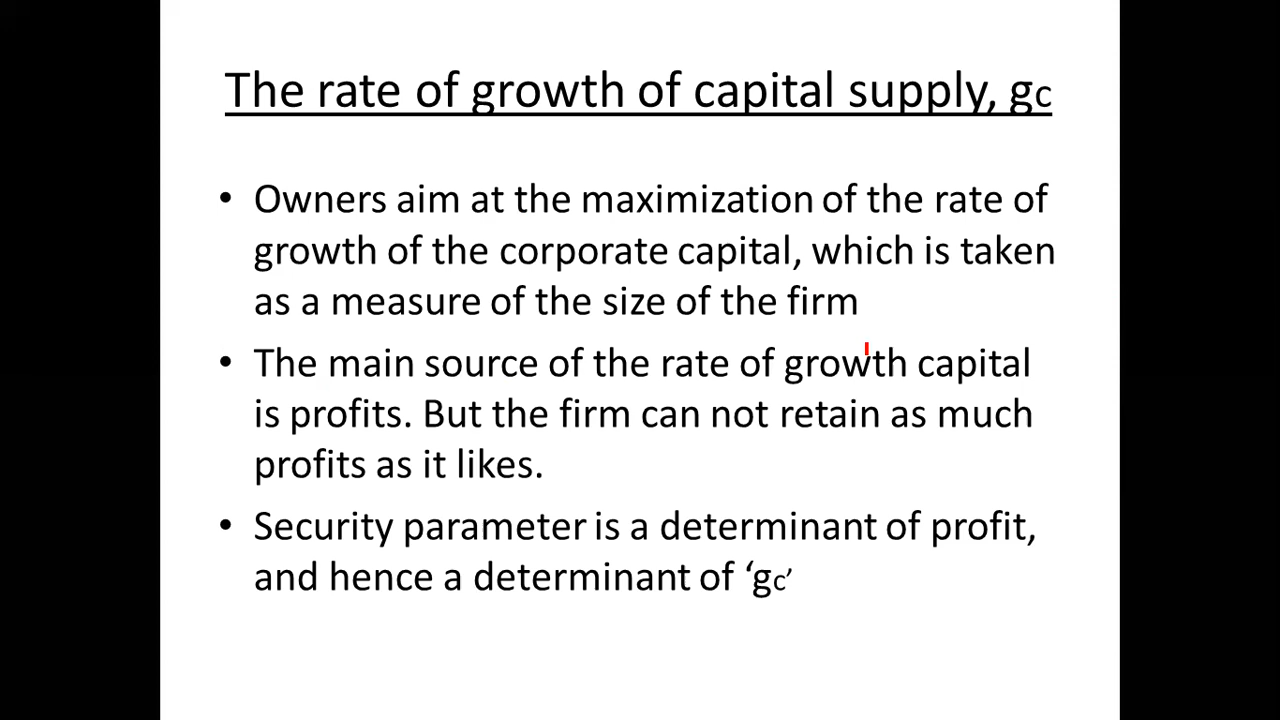 The rate of growth of capital supply, gc
• Owners aim at the maximization of the rate of
growth of the corporate capital, which is taken
as a measure of the size of the firm
• The main source of the rate of growth capital
is profits. But the firm can not retain as much
profits as it likes.
• Security parameter is a determinant of profit,
and hence a determinant of ‘gc’